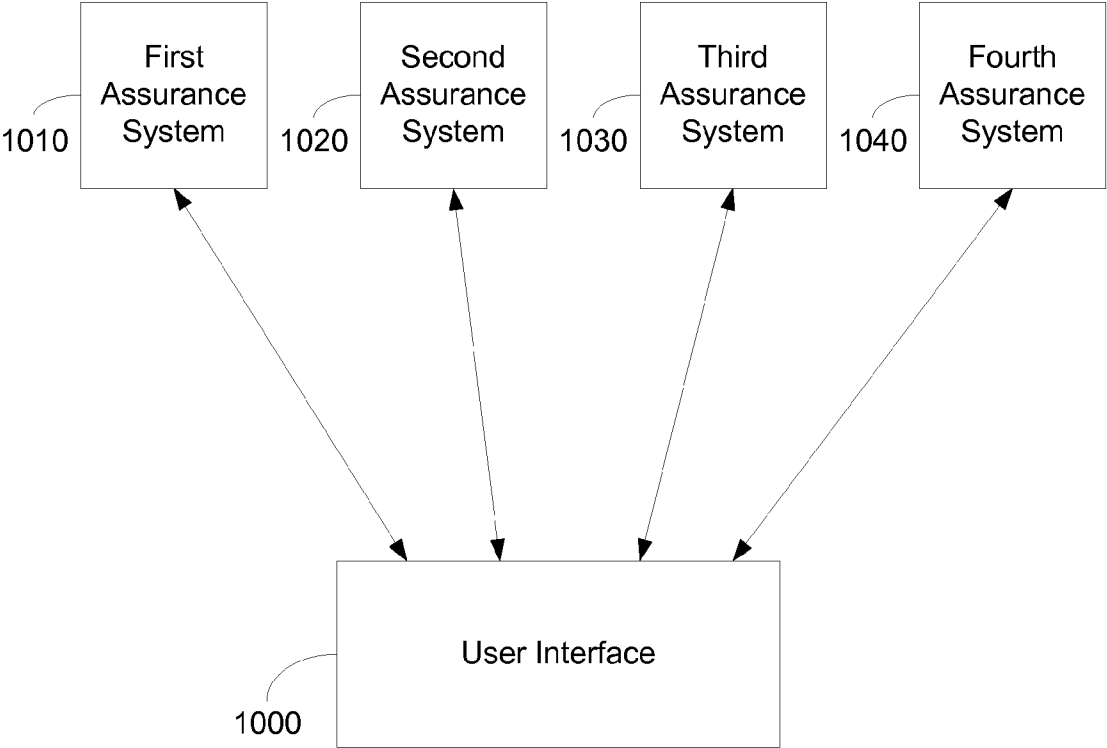 First
Assurance
System
1010
Second
Assurance
System
1020
Third
Assurance
System
1030
Fourth
Assurance
System
1040
User Interface
1000